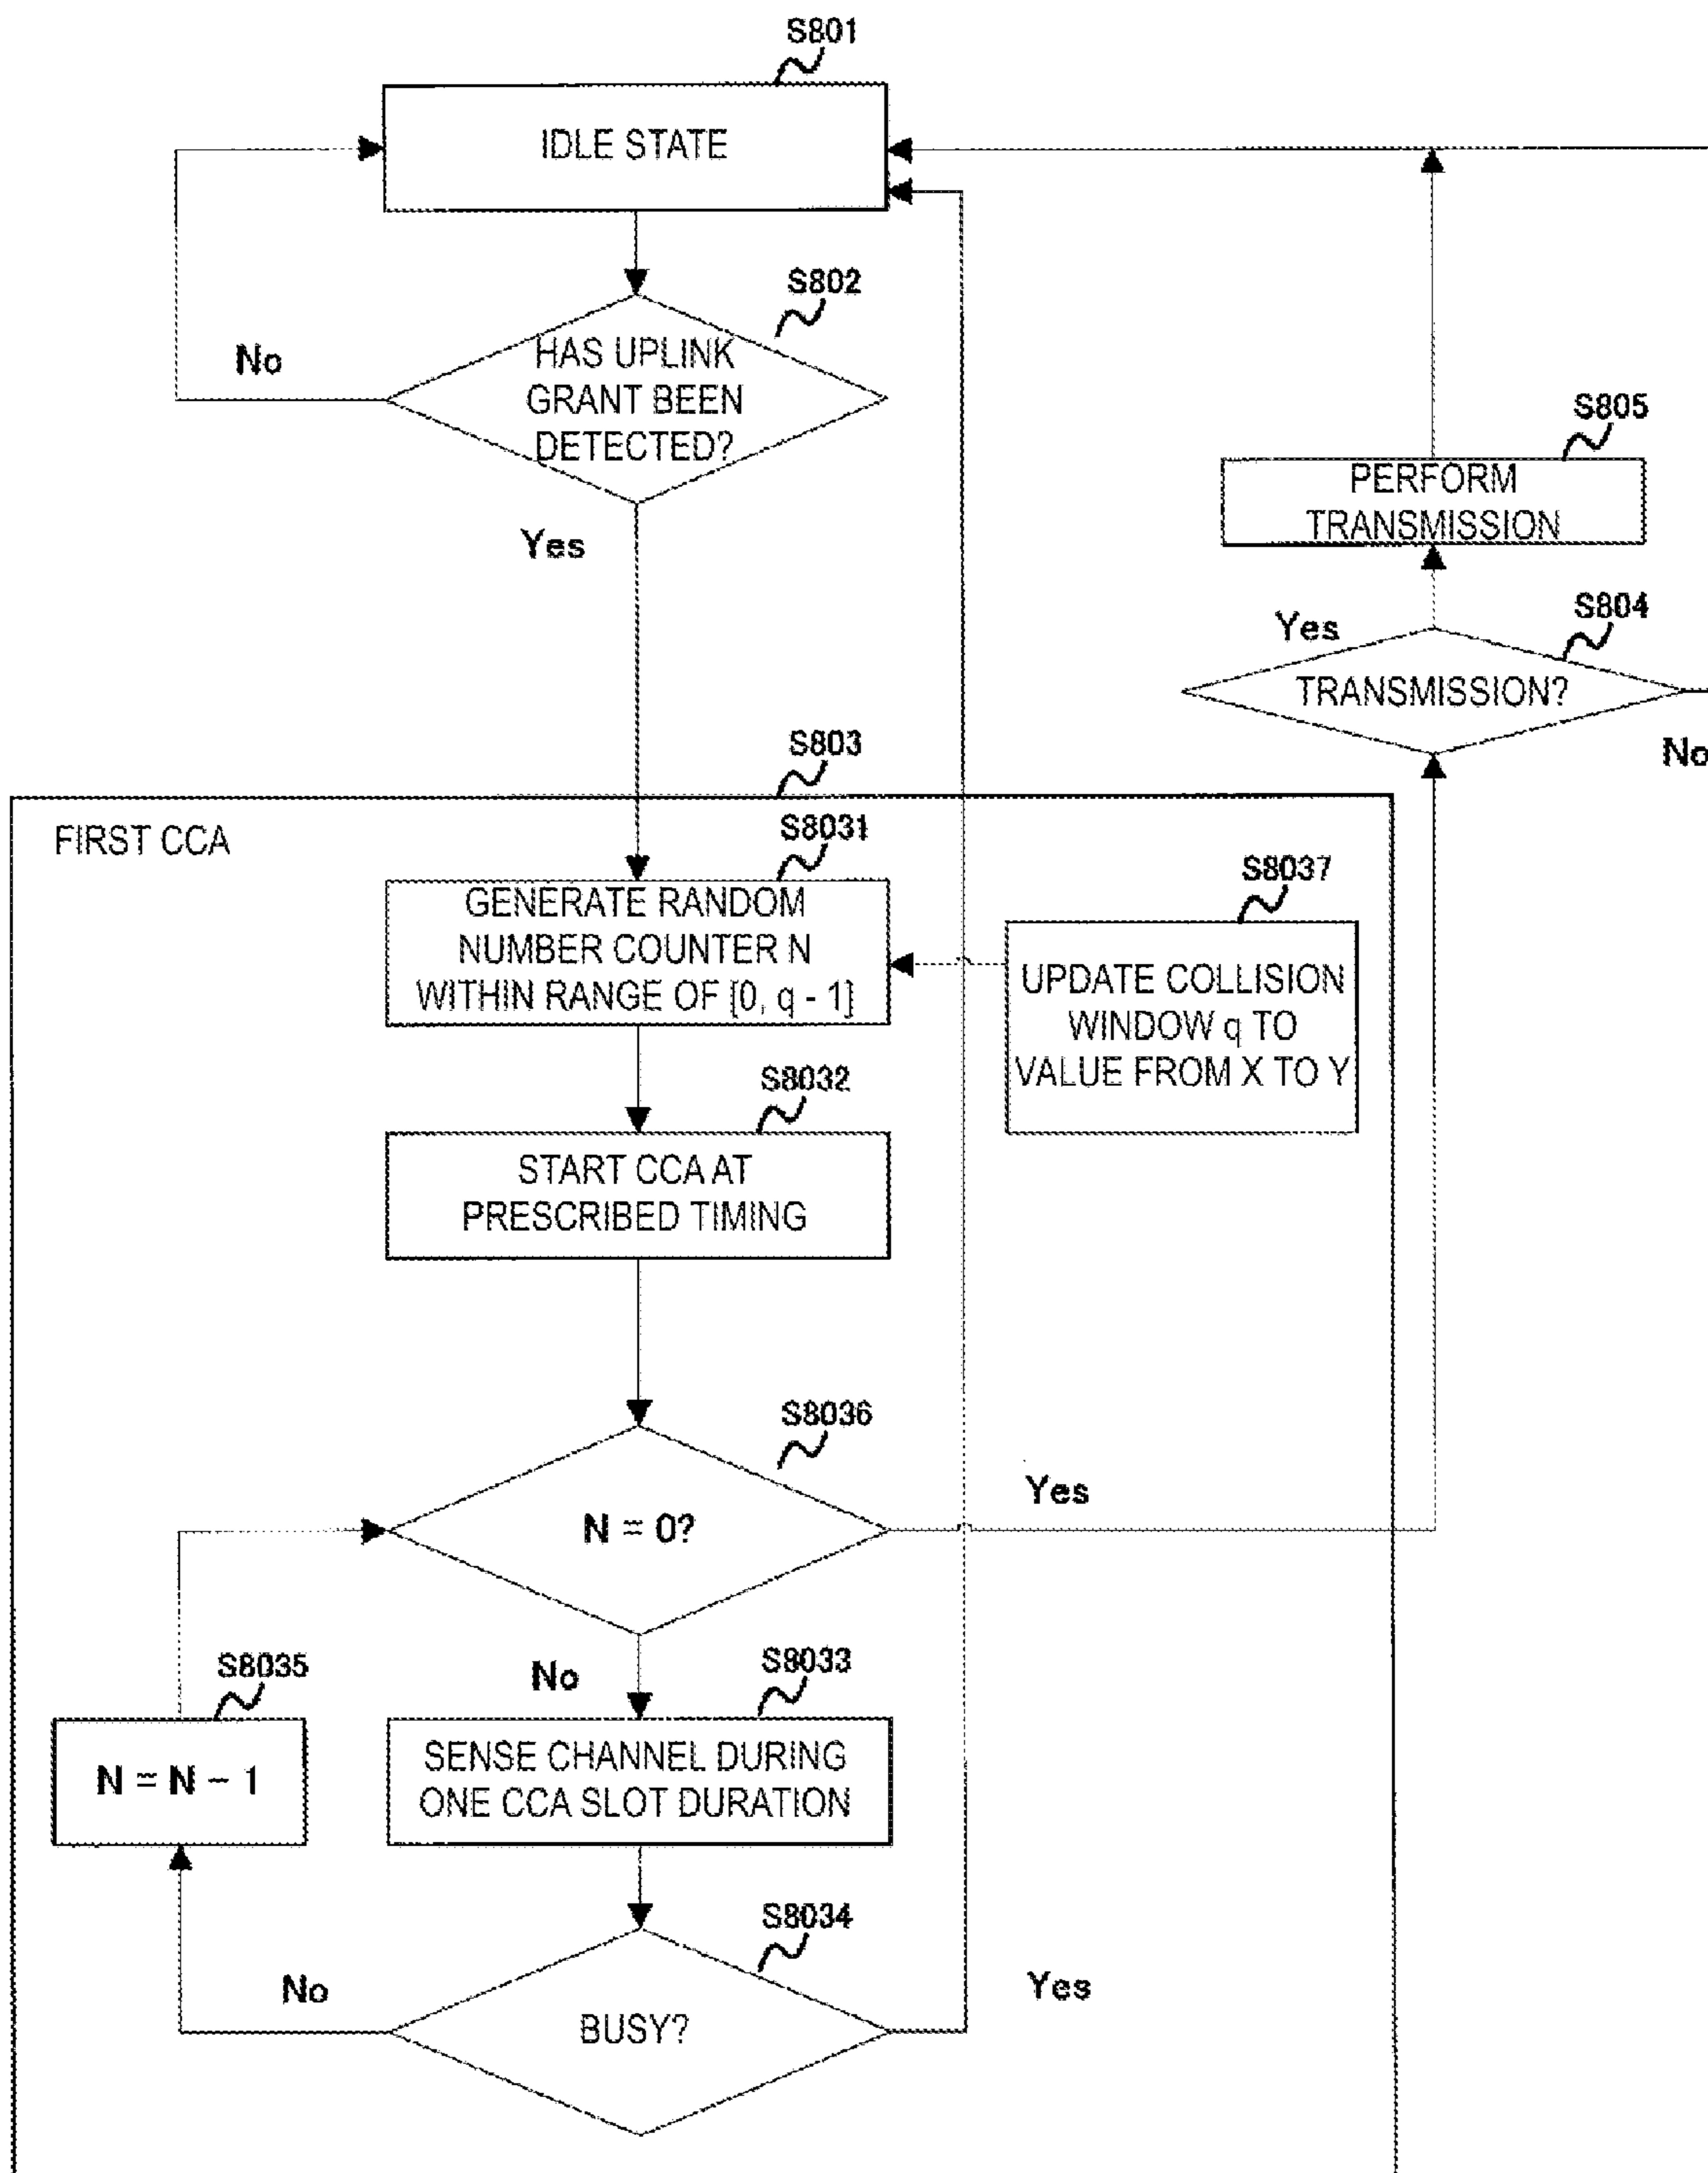 S801
IDLE STATE
S802
HAS UPLINK
GRANT BEEN
DETECTED?
No
Yes
S805
PERFORM
TRANSMISSION
S804
Yes
TRANSMISSION?
No
S803
FIRST CCA
S8031
GENERATE RANDOM
NUMBER COUNTER N
WITHIN RANGE OF [0, q - 1]
S8037
UPDATE COLLISION
WINDOW q TO
VALUE FROM X TO Y
S8032
START CCA AT
PRESCRIBED TIMING
S8036
N = 0?
Yes
No
S8035
N = N – 1
S8033
SENSE CHANNEL DURING
ONE CCA SLOT DURATION
S8034
No
BUSY?
Yes